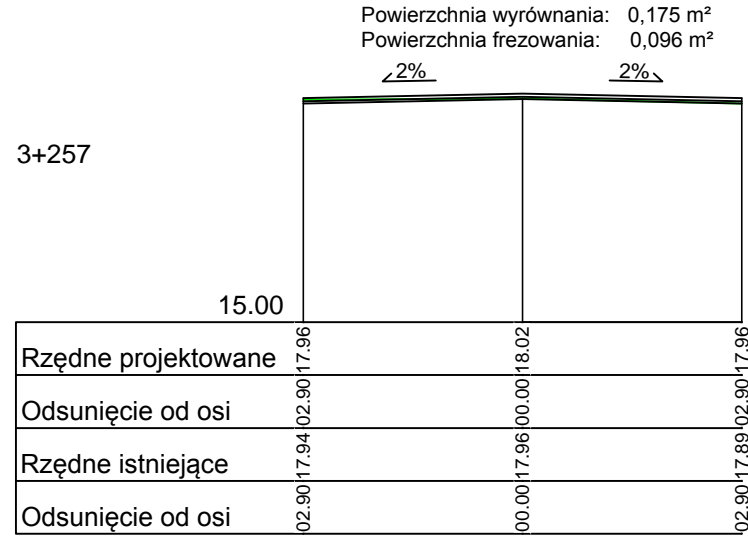 Powierzchnia wyrównania: 0,175 m²
Powierzchnia frezowania: 0,096 m²
2% 2%
3+257
15.00
Rzędne projektowane 17.96 18.02 17.96
Odsunięcie od osi 02.90 00.00 02.90
Rzędne istniejące 17.94 17.96 17.89
Odsunięcie od osi 02.90 00.00 02.90